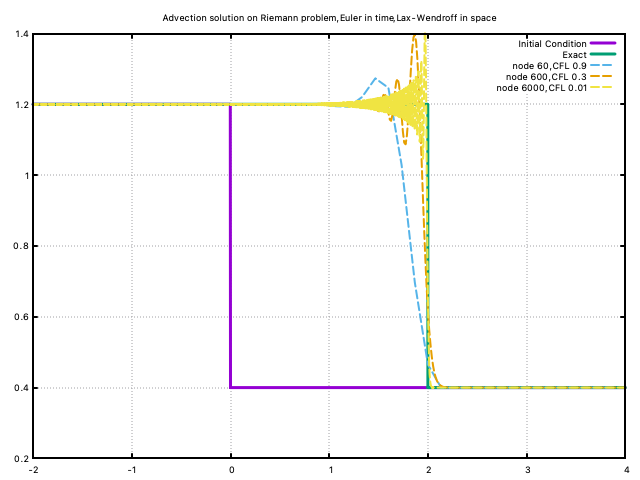 Advection solution on Riemann problem,Euler in time,Lax-Wendroff in space
1.4
1.2
1
0.8
0.6
0.4
0.2
-2 -1 0 1 2 3 4
Initial Condition
Exact
node 60,CFL 0.9
node 600,CFL 0.3
node 6000,CFL 0.01